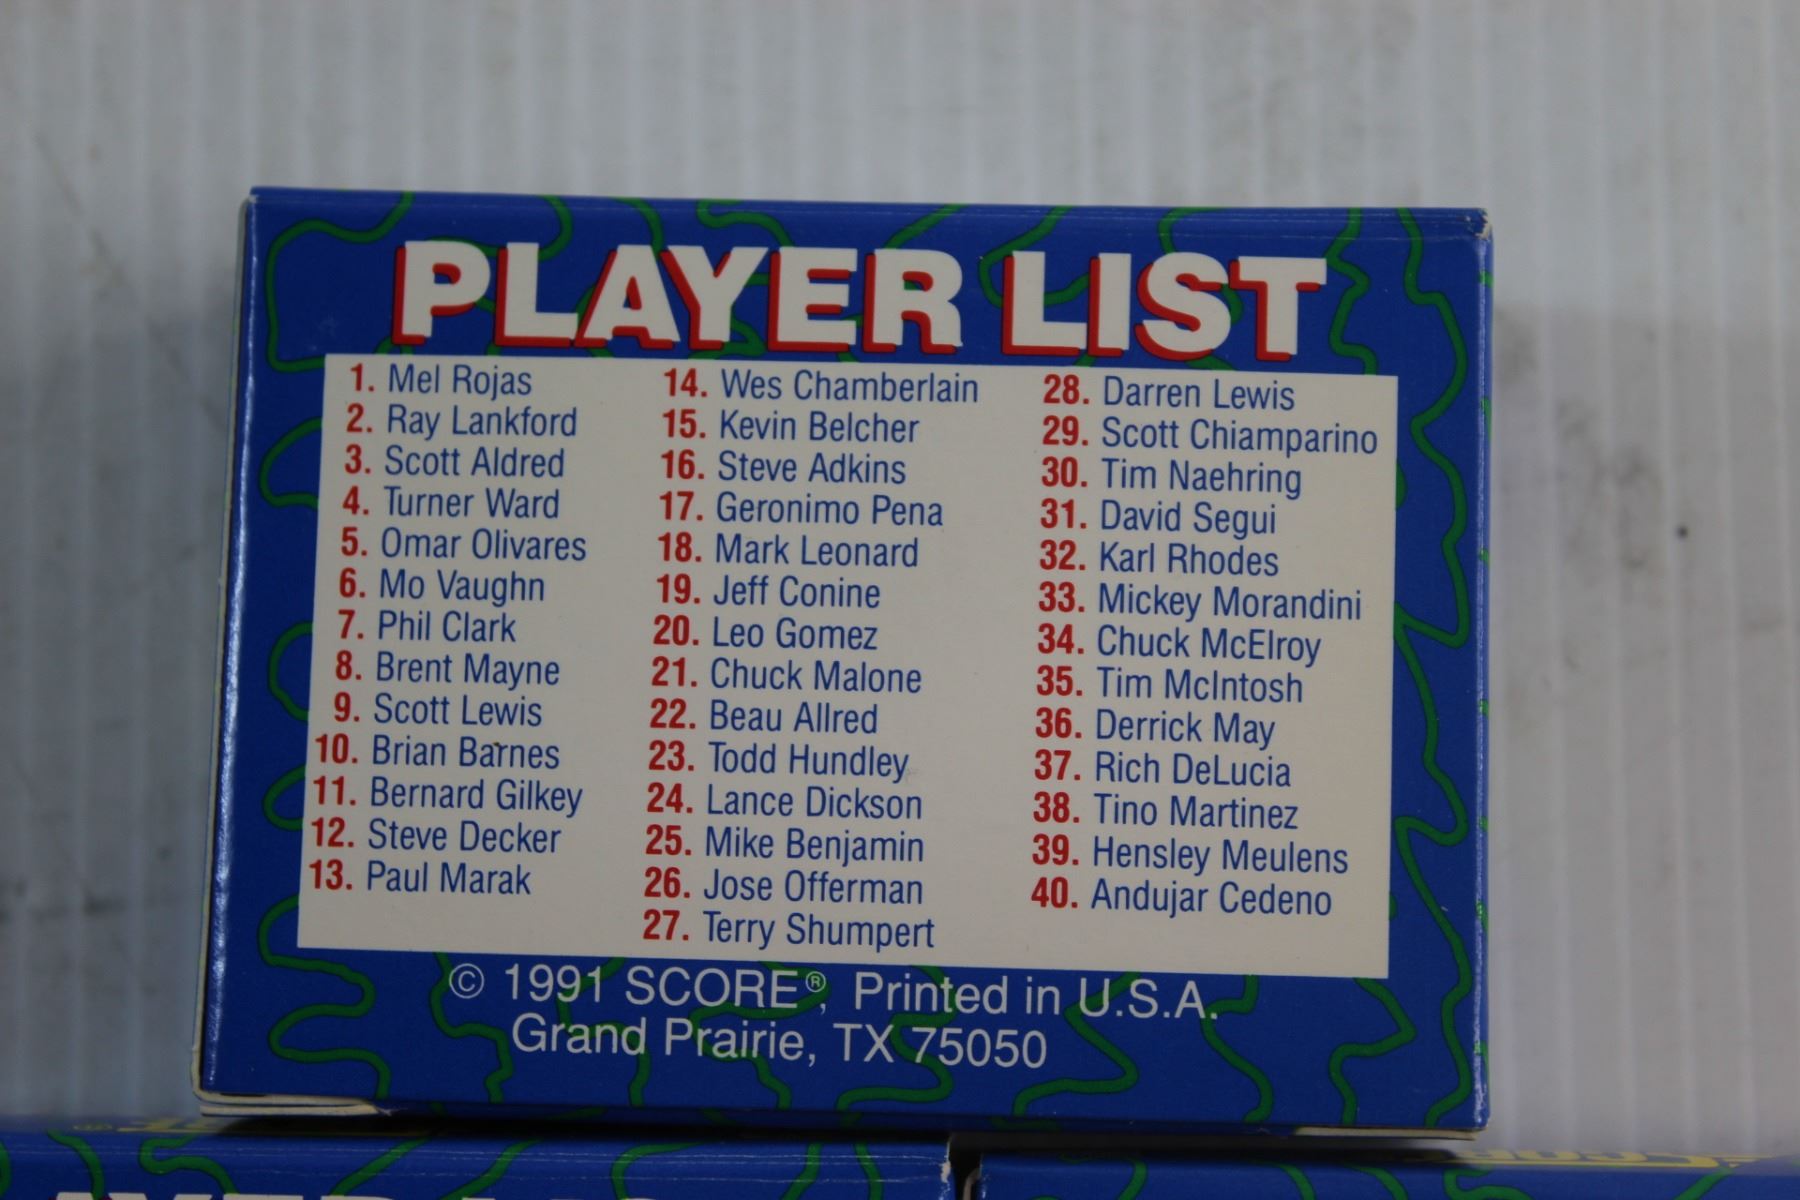 PLAYER LIST
1. Mel Rojas
2. Ray Lankford
3. Scott Aldred
4. Turner Ward
5. Omar Olivares
6. Mo Vaughn
7. Phil Clark
8. Brent Mayne
9. Scott Lewis
10. Brian Barnes
11. Bernard Gilkey
12. Steve Decker
13. Paul Marak
14. Wes Chamberlain
15. Kevin Belcher
16. Steve Adkins
17. Geronimo Pena
18. Mark Leonard
19. Jeff Conine
20. Leo Gomez
21. Chuck Malone
22. Beau Allred
23. Todd Hundley
24. Lance Dickson
25. Mike Benjamin
26. Jose Offerman
27. Terry Shumpert
28. Darren Lewis
29. Scott Chiamparino
30. Tim Naehring
31. David Segui
32. Karl Rhodes
33. Mickey Morandini
34. Chuck McElroy
35. Tim McIntosh
36. Derrick May
37. Rich DeLucia
38. Tino Martinez
39. Hensley Meulens
40. Andujar Cedeno
© 1991 SCORE®, Printed in U.S.A.
Grand Prairie, TX 75050